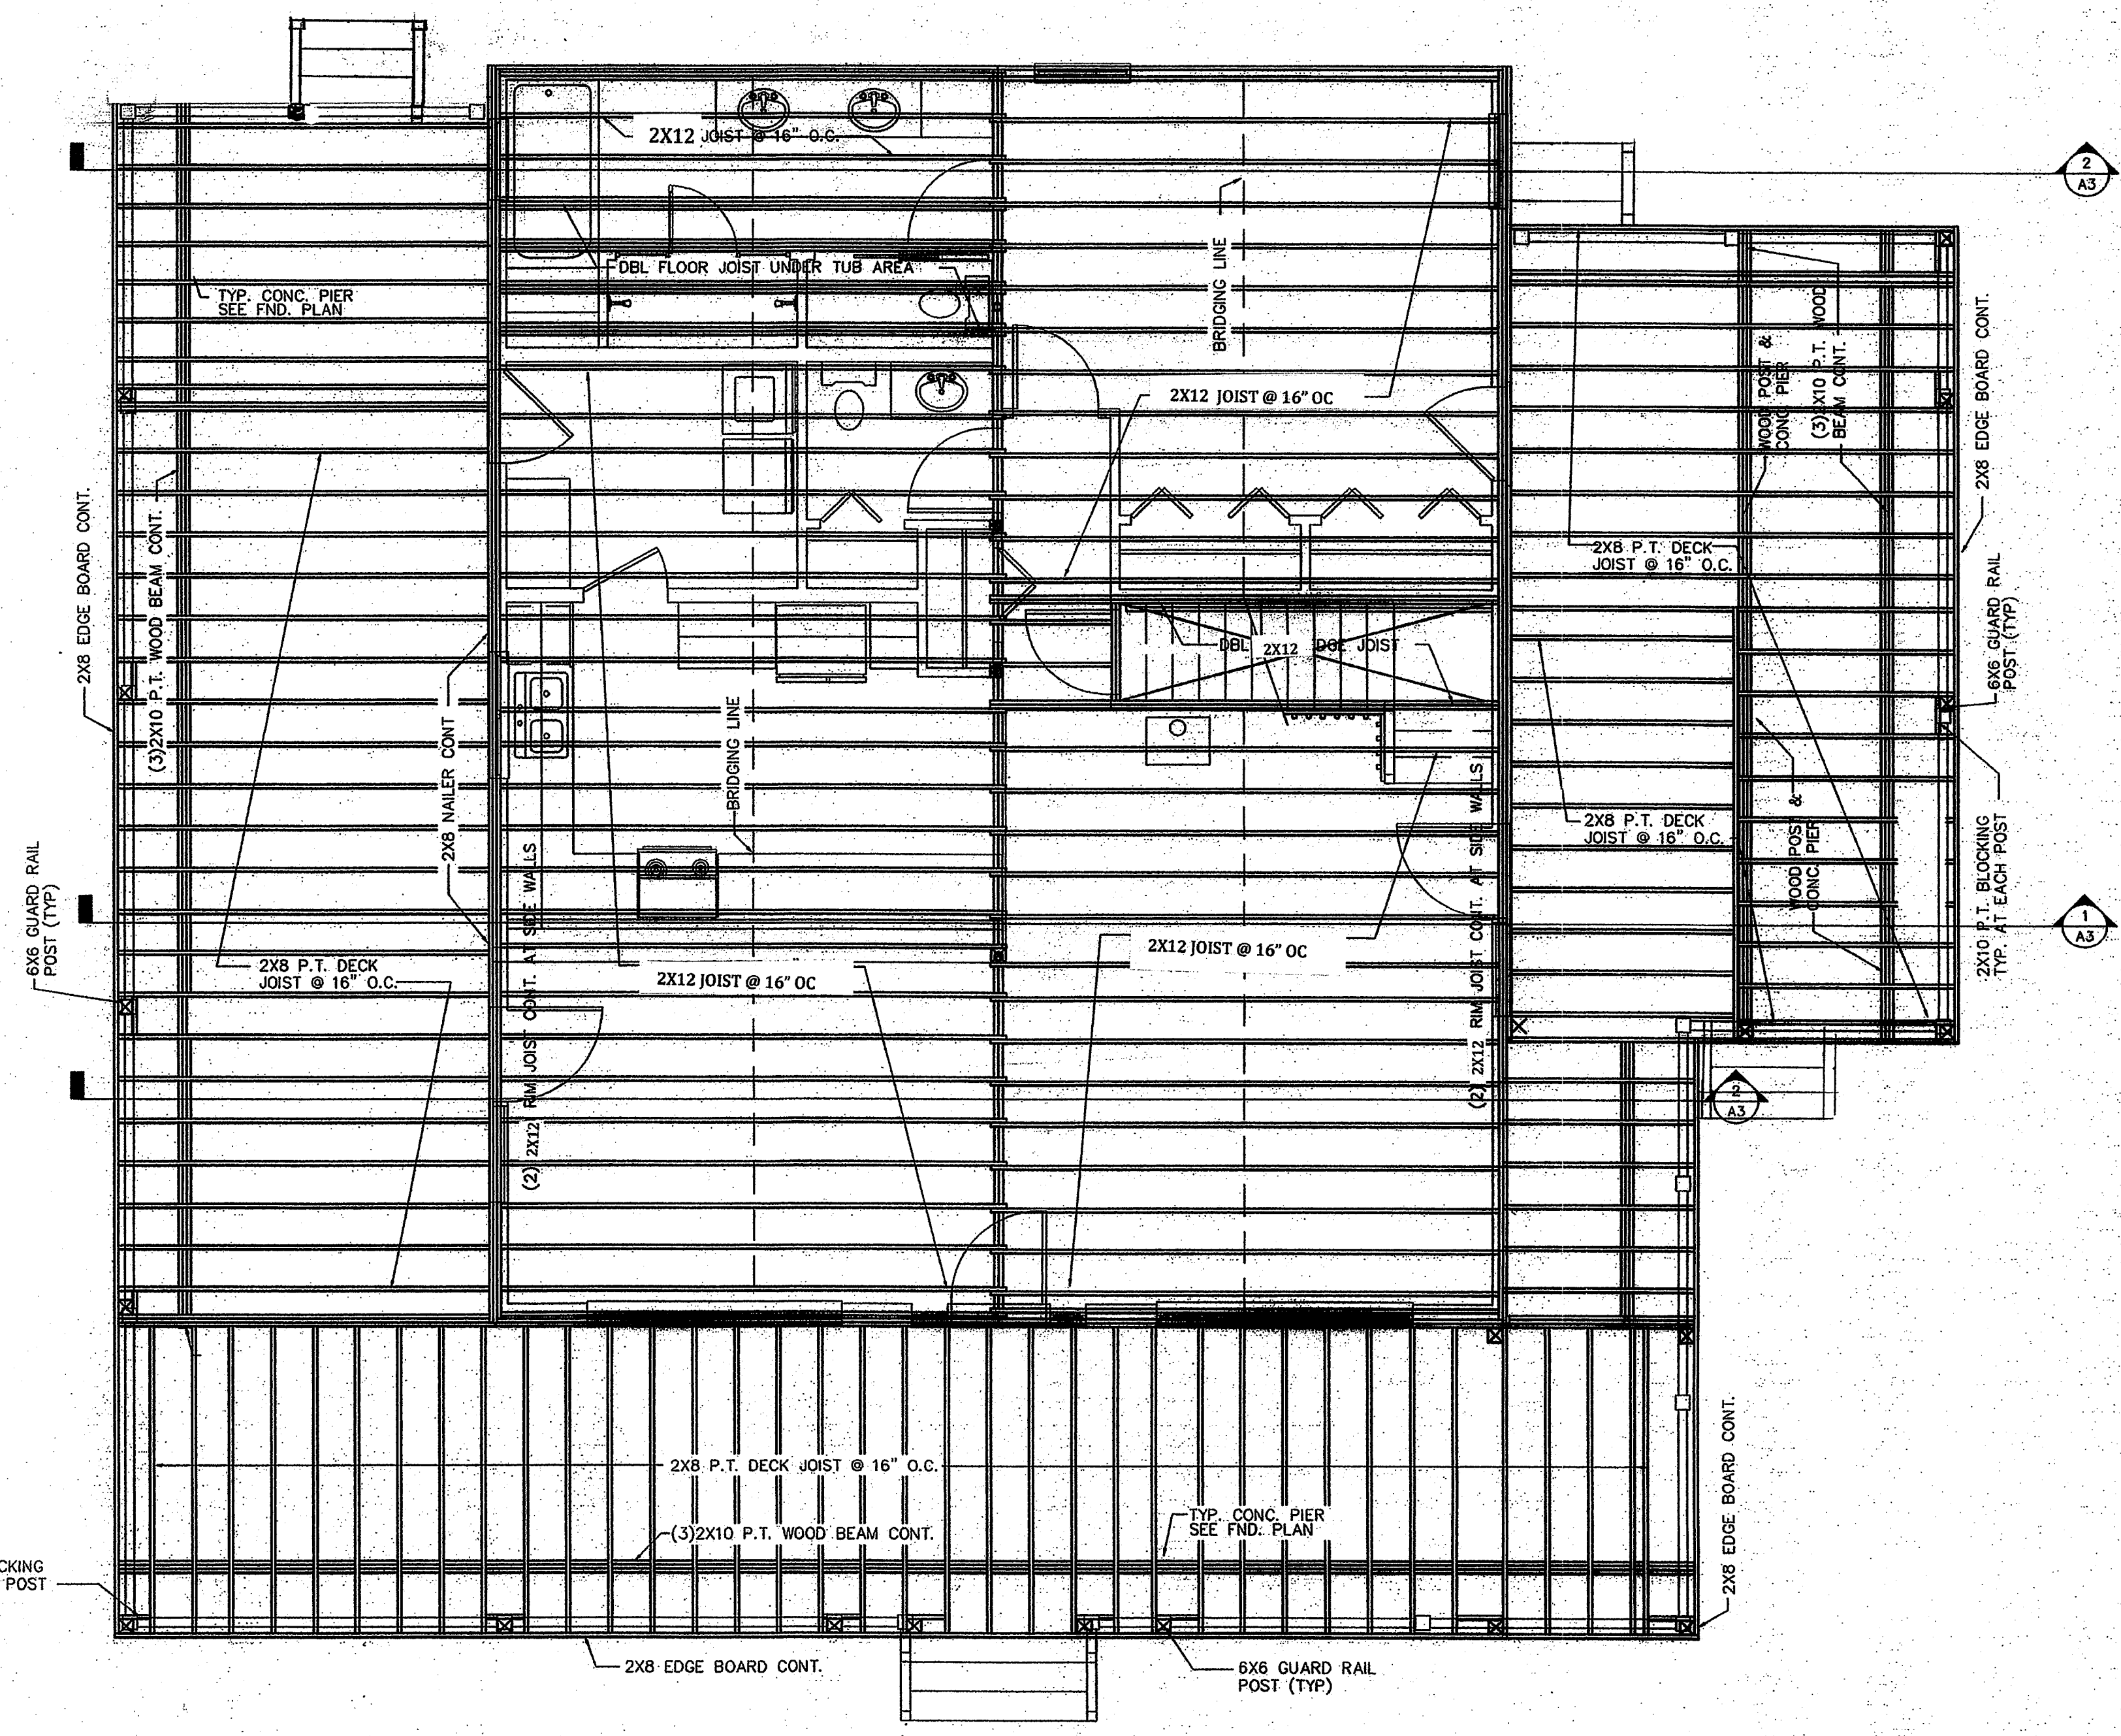 2X12 JOIST @ 16" O.C.
2
A3
DBL FLOOR JOIST UNDER TUB AREA
TYP. CONC. PIER
SEE FND. PLAN
BRIDGING LINE
WOOD POST &
CONC PIER
(3)2X10 P.T. WOOD
BEAM CONT.
2X8 EDGE BOARD CONT.
2X12 JOIST @ 16" OC
2X8 EDGE BOARD CONT.
(3)2X10 P.T. WOOD BEAM CONT.
2X8 P.T. DECK
JOIST @ 16" O.C.
6X6 GUARD RAIL
POST (TYP)
DBL 2X12 DGE JOIST
2X8 NAILER CONT
BRIDGING LINE
2X8 P.T. DECK
JOIST @ 16" O.C.
WOOD POST &
CONC. PIER
2X10 P.T. BLOCKING
TYP. AT EACH POST
6X6 GUARD RAIL
POST (TYP)
(2) 2X12 RIM JOIST CONT. AT SIDE WALLS
(2) 2X12 RIM JOIST CONT. AT SIDE WALLS
1
A3
2X8 P.T. DECK
JOIST @ 16" O.C.
2X12 JOIST @ 16" OC
2X12 JOIST @ 16" OC
2
A3
2X8 P.T. DECK JOIST @ 16" O.C.
(3)2X10 P.T. WOOD BEAM CONT.
TYP. CONC. PIER
SEE FND. PLAN
2X8 EDGE BOARD CONT.
CKING
POST
2X8 EDGE BOARD CONT.
6X6 GUARD RAIL
POST (TYP)